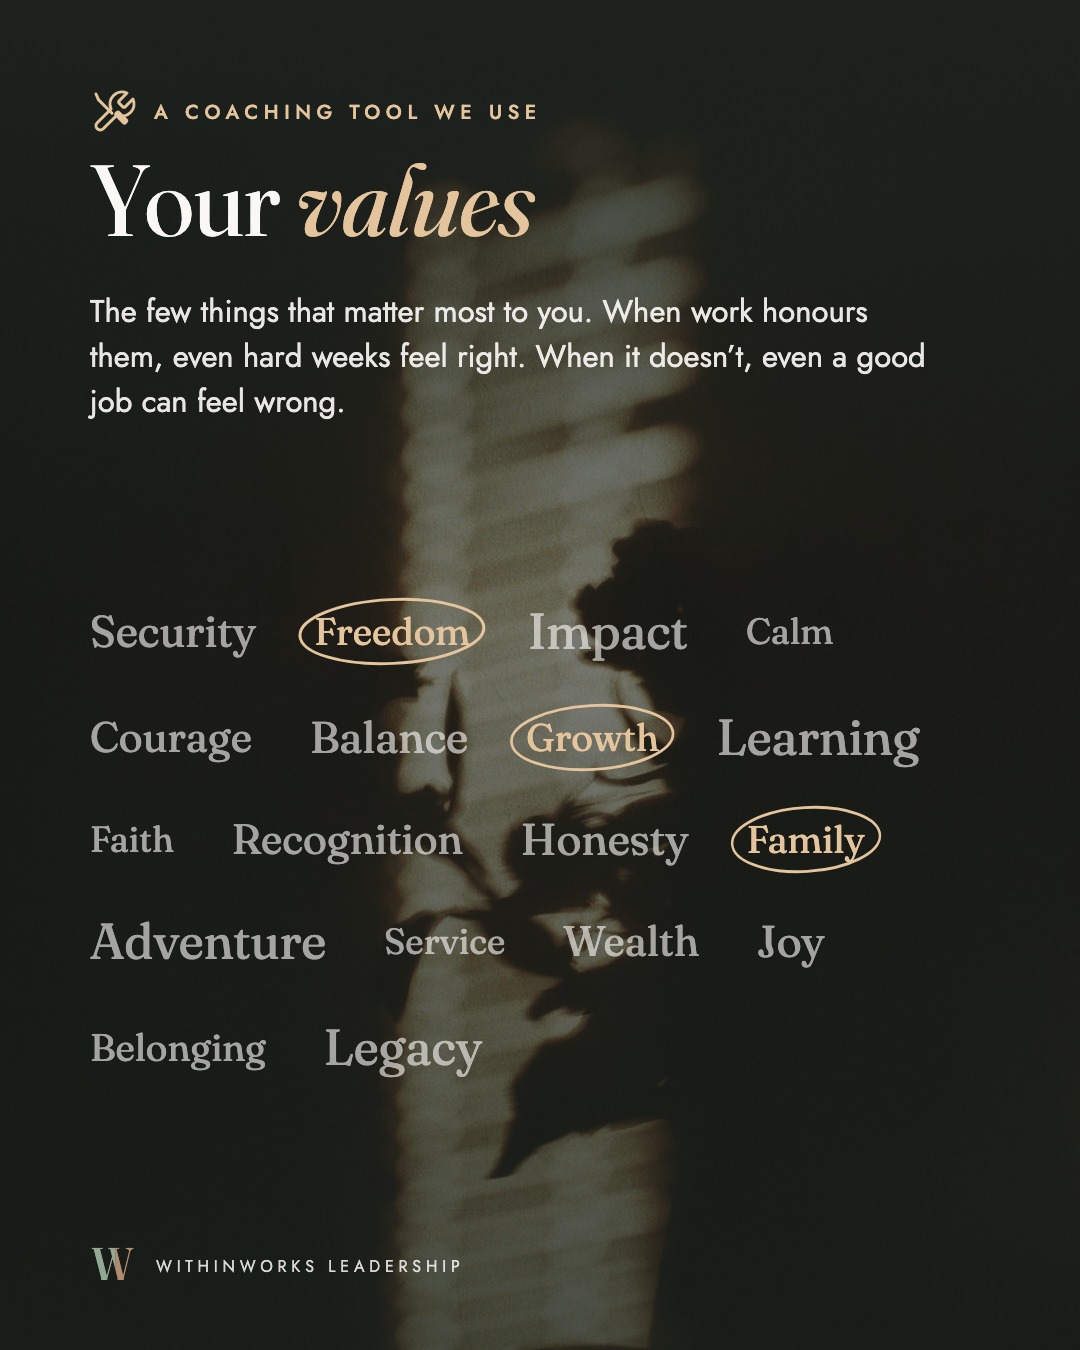 A COACHING TOOL WE USE
Your values
The few things that matter most to you. When work honours
them, even hard weeks feel right. When it doesn’t, even a good
job can feel wrong.
Security Freedom Impact Calm
Courage Balance Growth Learning
Faith Recognition Honesty Family
Adventure Service Wealth Joy
Belonging Legacy
W WITHINWORKS LEADERSHIP